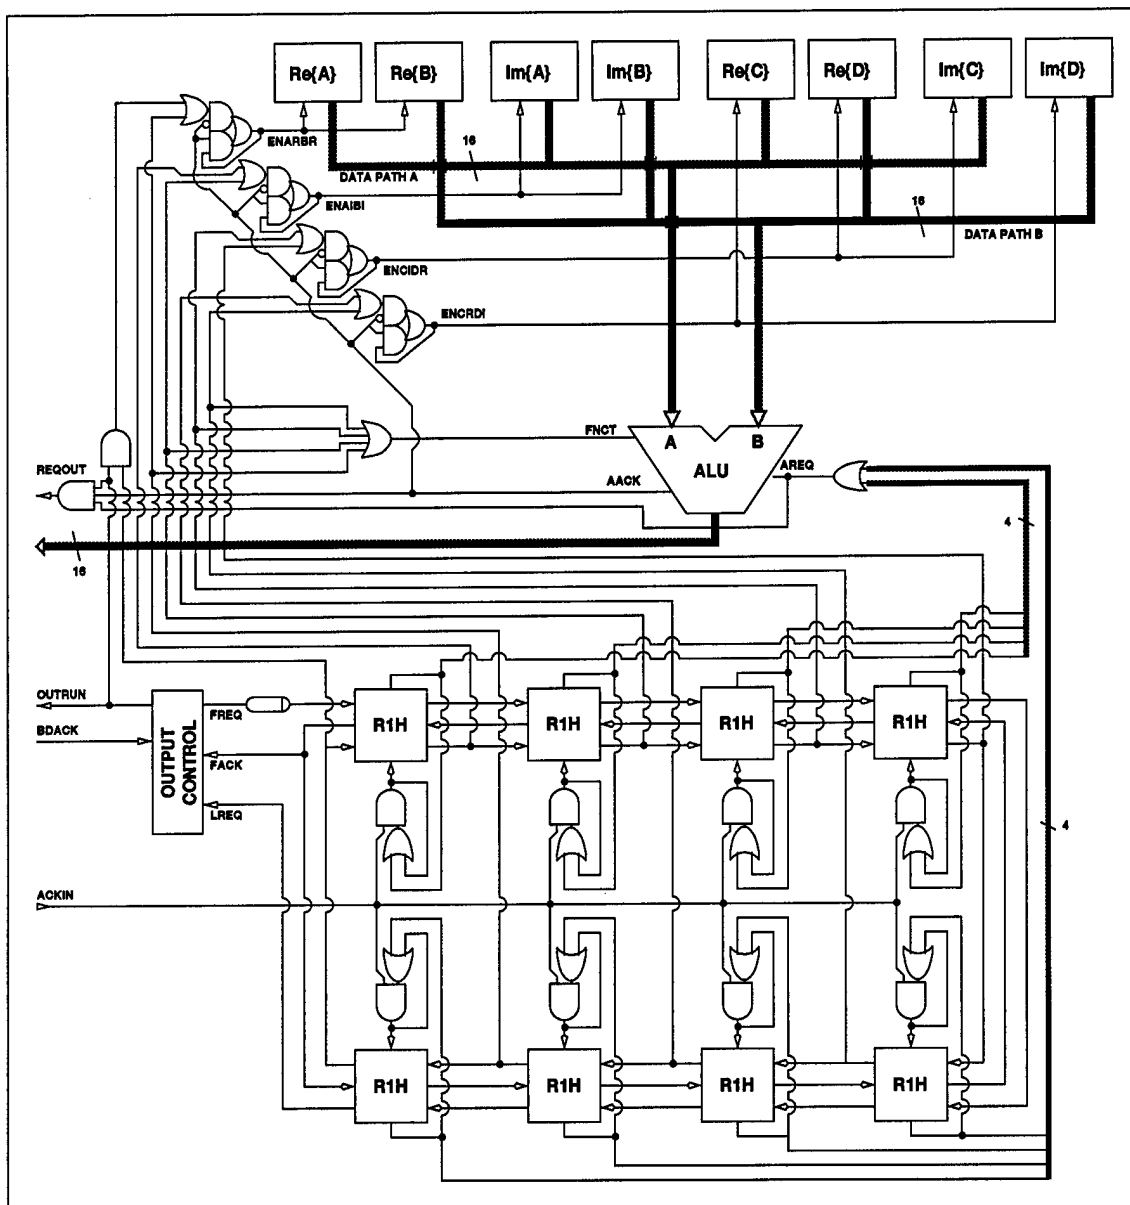 Re{A}
Re{B}
Im{A}
Im{B}
Re{C}
Re{D}
Im{C}
Im{D}
ENARBR
16
DATA PATH A
ENAIBI
16
DATA PATH B
ENCIDR
ENCRDI
FNCT
A
B
ALU
AREQ
REQOUT
AACK
4
16
OUTRUN
FREQ
BDACK
OUTPUT CONTROL
FACK
LREQ
R1H
R1H
R1H
R1H
4
ACKIN
R1H
R1H
R1H
R1H